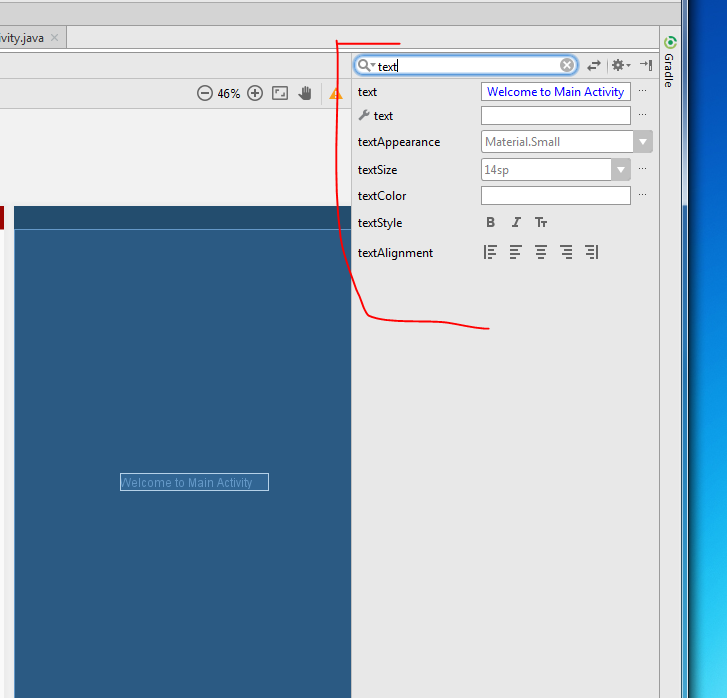 ivity.java
text
46%
text
Welcome to Main Activity
text
textAppearance
Material.Small
textSize
14sp
textColor
textStyle
B I Tт
textAlignment
Welcome to Main Activity
Gradle